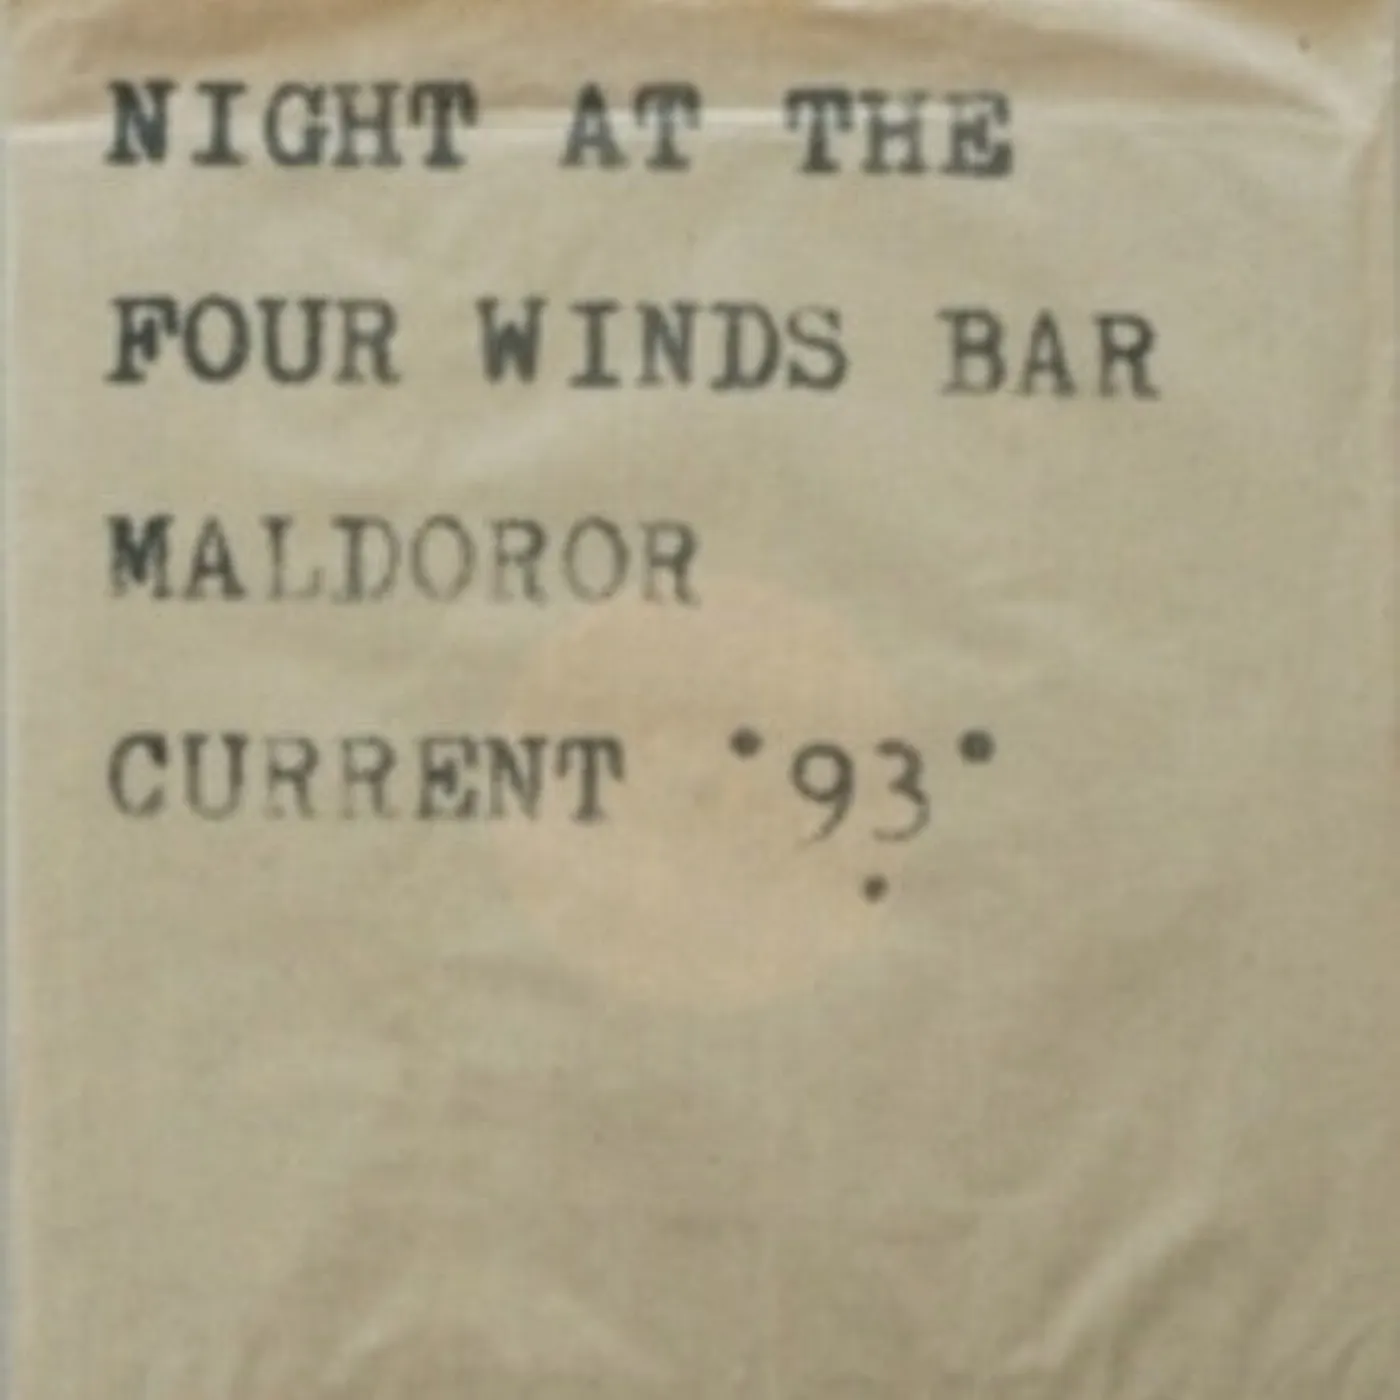 NIGHT AT THE
FOUR WINDS BAR
MALDOROR
CURRENT •93•
.